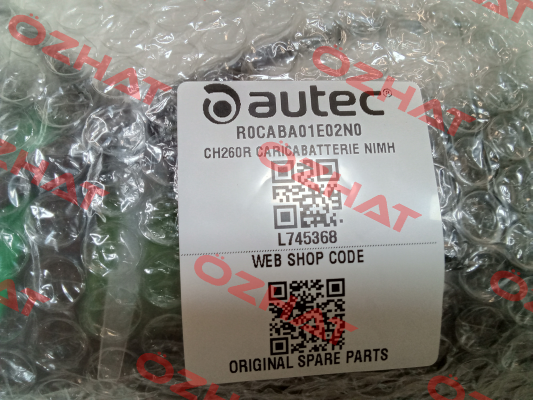 autec®
R0CABA01E02N0
CH260R CARICABATTERIE NIMH
L745368
WEB SHOP CODE
ORIGINAL SPARE PARTS
OZHAT
OZHAT
OZHAT
OZHAT
OZHAT
OZHAT
OZHAT
OZHAT